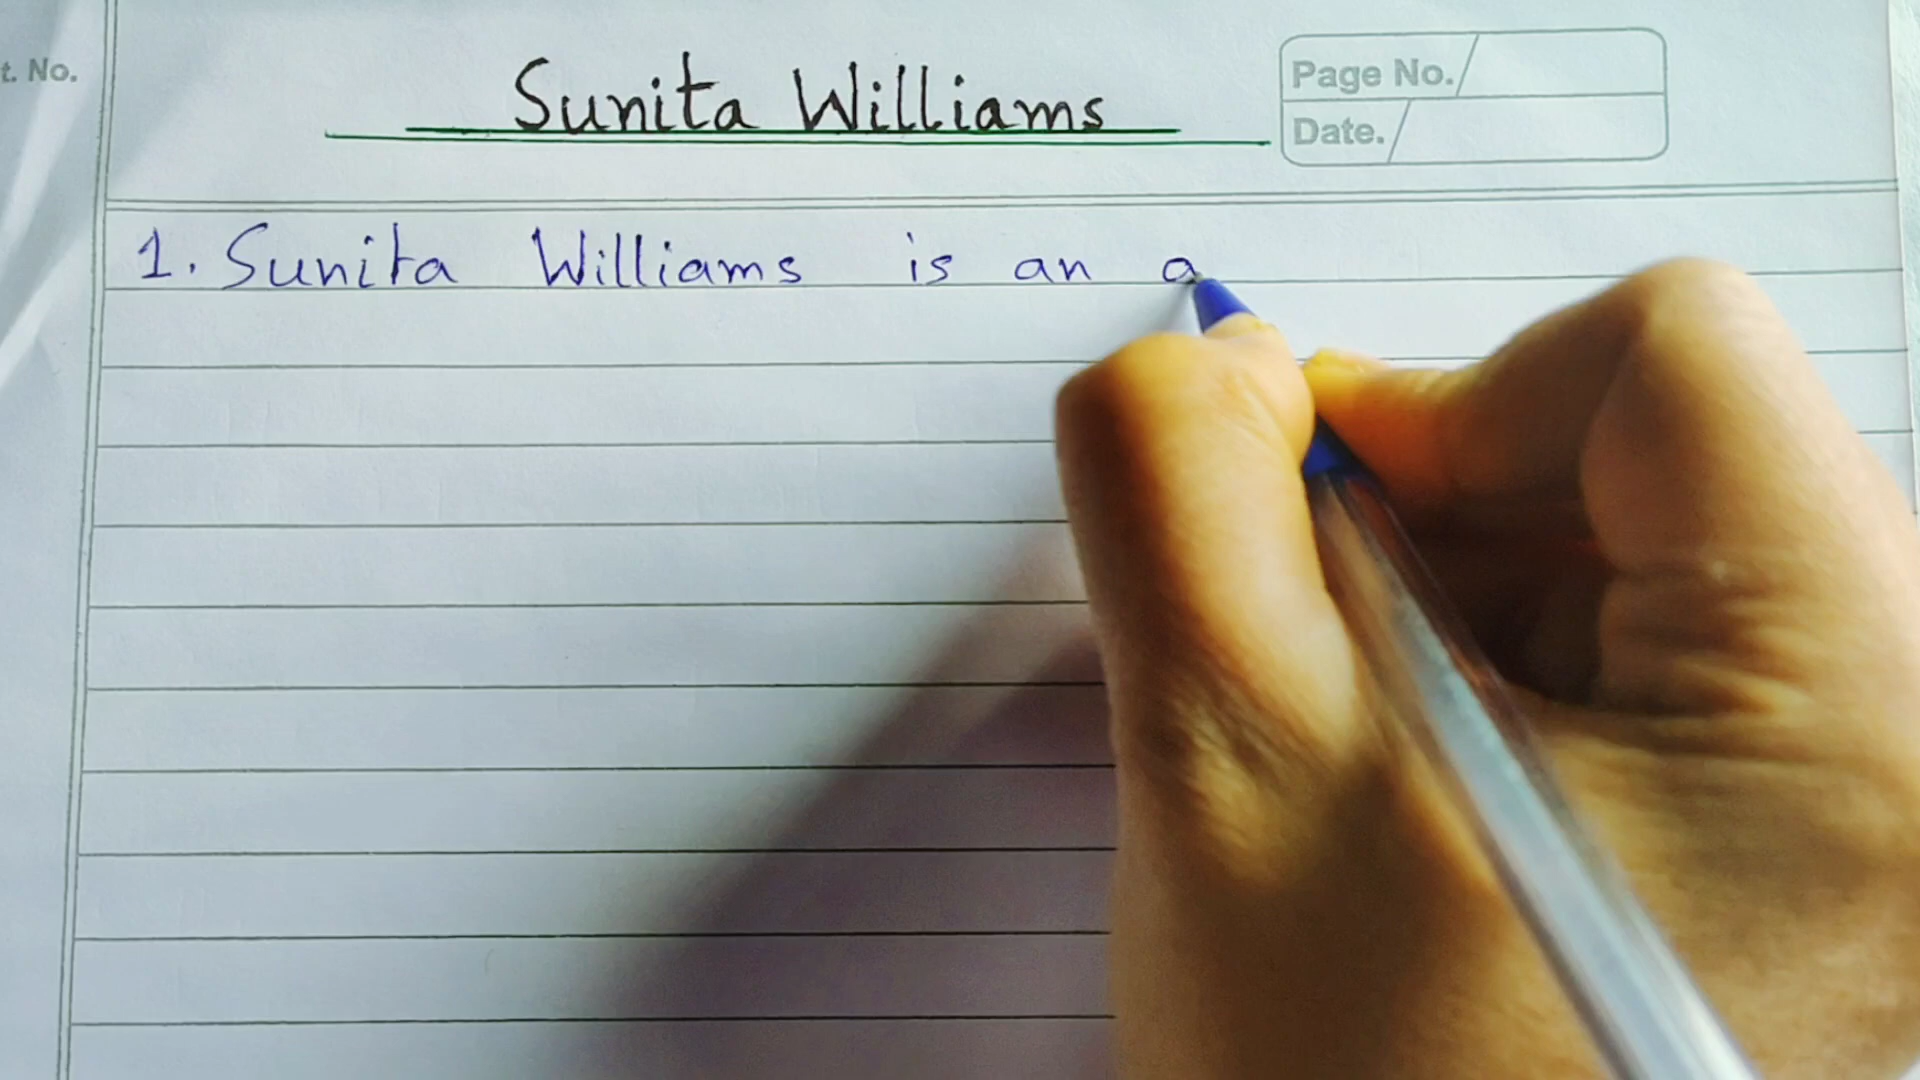 t. No.
Sunita Williams
Page No.
Date.
1. Sunita Williams is an a